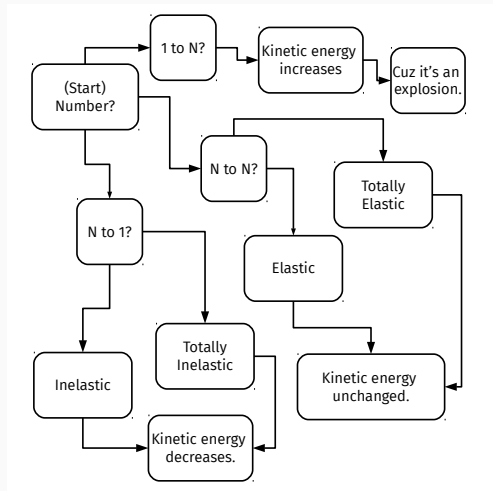 1 to N?
Kinetic energy
increases
Cuz it's an
explosion.
(Start)
Number?
N to N?
Totally
Elastic
N to 1?
Elastic
Totally
Inelastic
Inelastic
Kinetic energy
unchanged.
Kinetic energy
decreases.